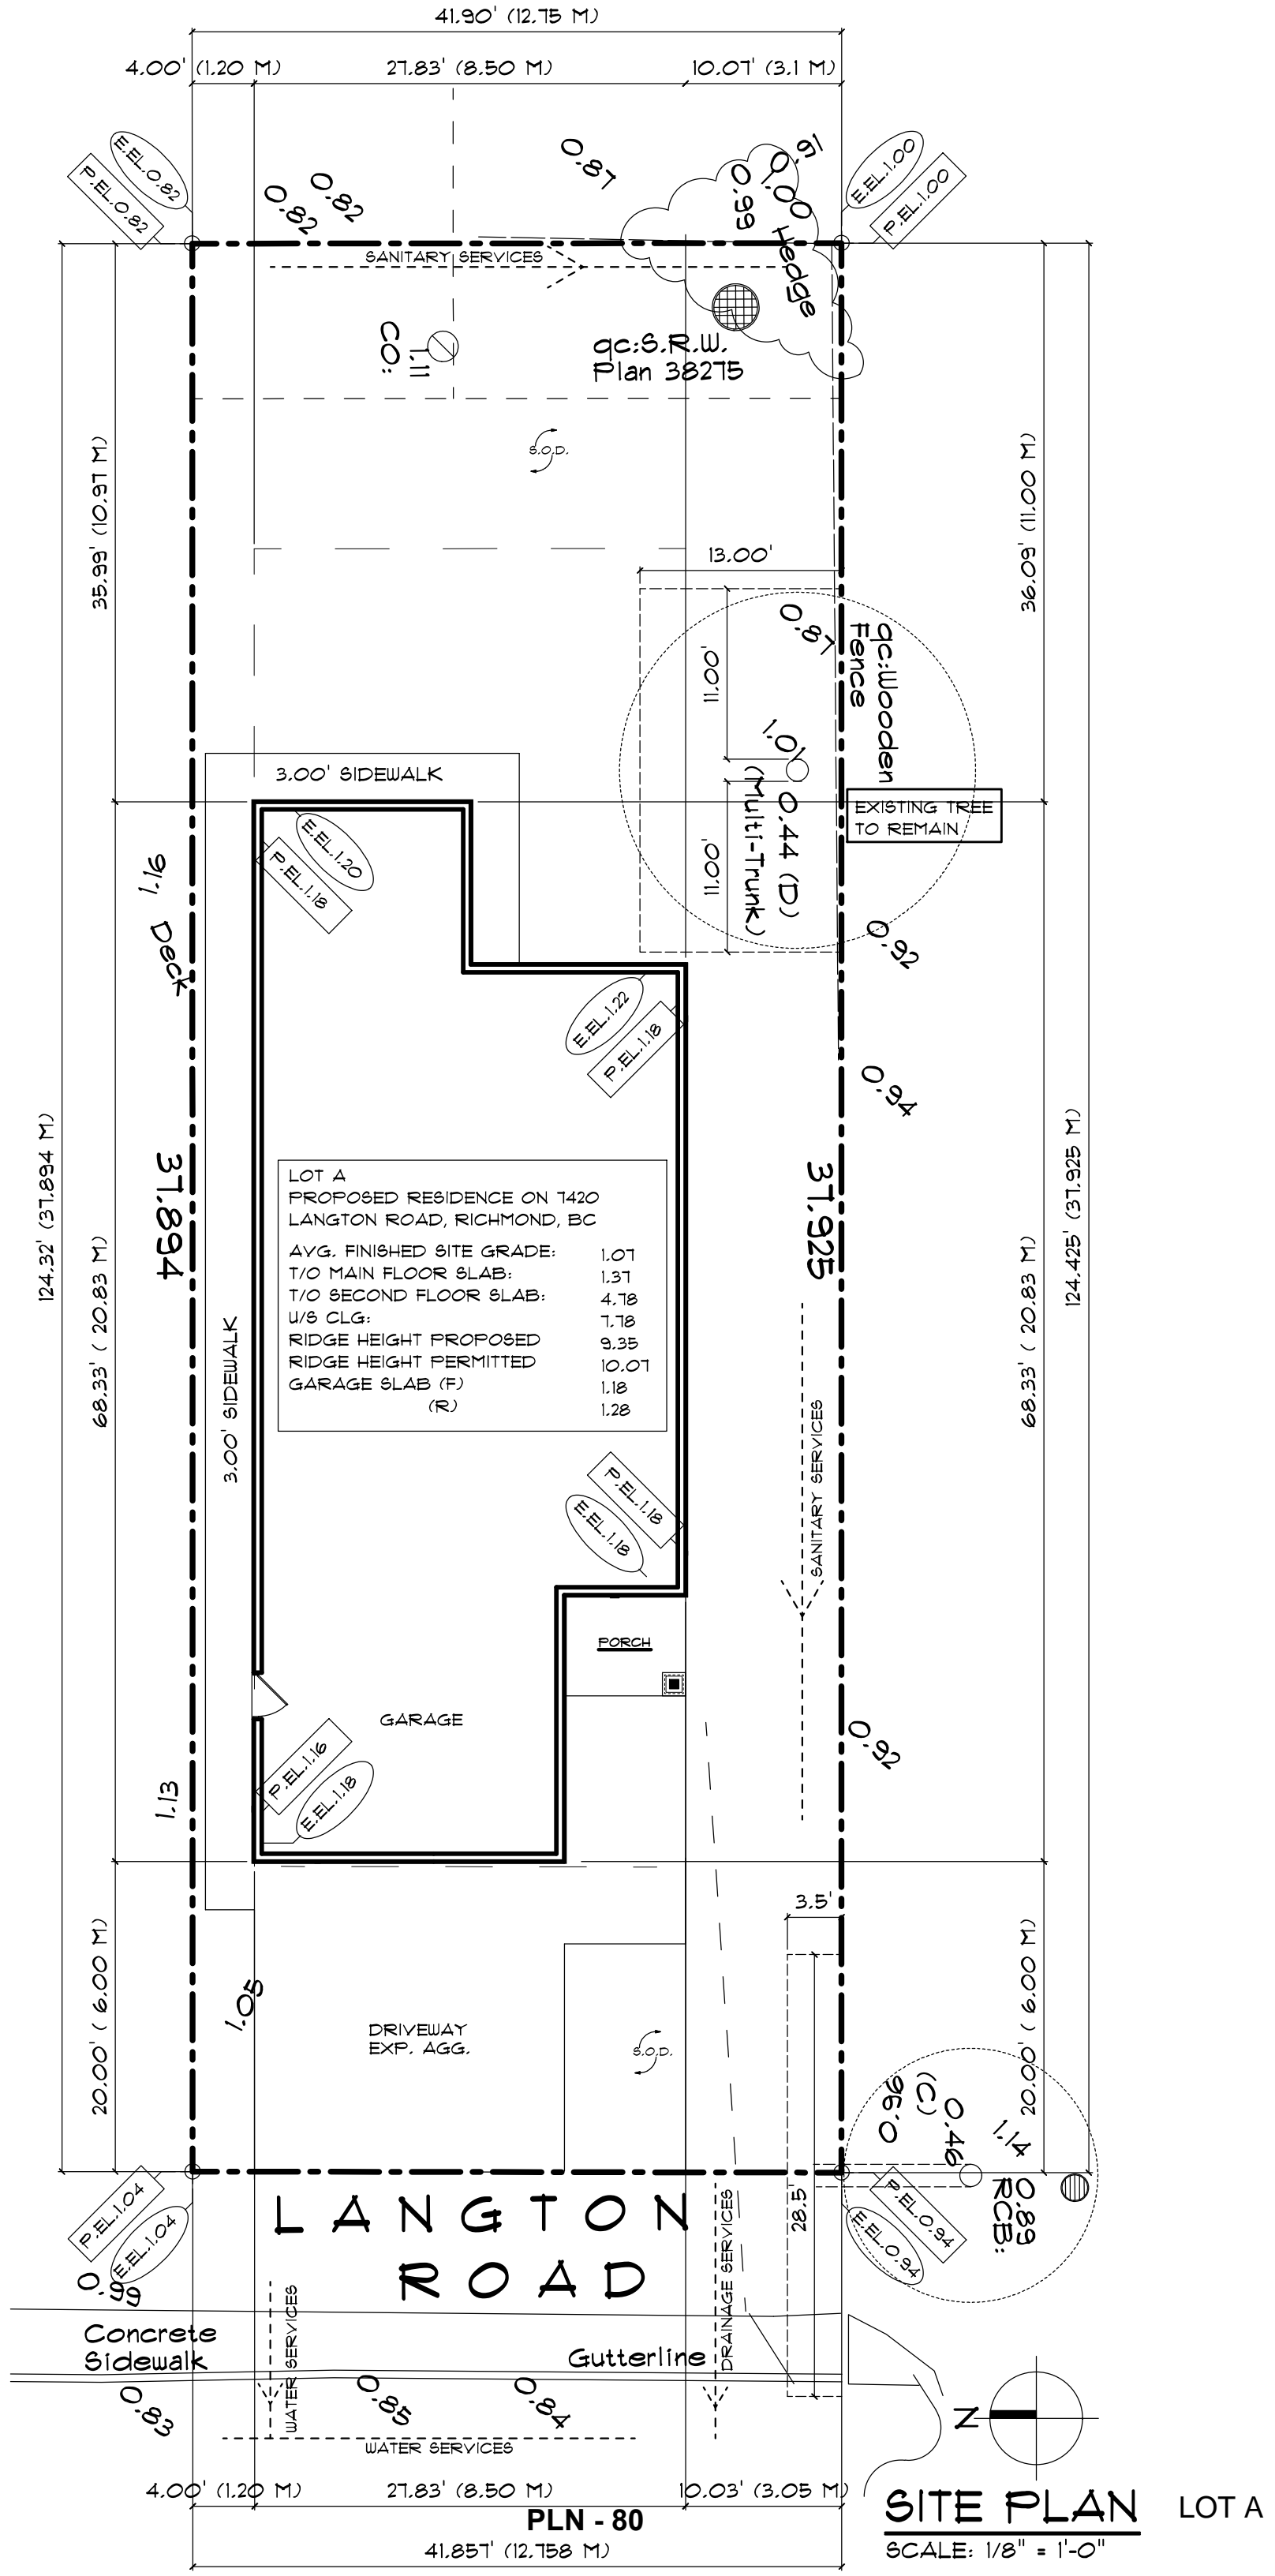 41.90' (12.75 M)
4.00' (1.20 M)
27.83' (8.50 M)
10.07' (3.1 M)
E.EL.0.82
P.EL.0.82
0.82
0.82
0.87
0.99
1.00
0.91
E.EL.1.00
P.EL.1.00
Hedge
SANITARY SERVICES
CO:
1.11
qc:S.R.W.
Plan 38275
S.O.D.
35.99' (10.97 M)
36.09' (11.00 M)
13.00'
0.87
qc:Wooden
Fence
11.00'
1.01
3.00' SIDEWALK
0.44 (D)
(Multi-Trunk)
11.00'
EXISTING TREE
TO REMAIN
E.EL.1.20
P.EL.1.18
1.16
Deck
0.92
E.EL.1.22
P.EL.1.18
0.94
124.32' (37.894 M)
68.33' ( 20.83 M)
37.894
3.00' SIDEWALK
LOT A
PROPOSED RESIDENCE ON 7420
LANGTON ROAD, RICHMOND, BC
AVG. FINISHED SITE GRADE: 1.07
T/O MAIN FLOOR SLAB: 1.37
T/O SECOND FLOOR SLAB: 4.78
U/S CLG: 7.78
RIDGE HEIGHT PROPOSED 9.35
RIDGE HEIGHT PERMITTED 10.07
GARAGE SLAB (F) 1.18
(R) 1.28
37.925
68.33' ( 20.83 M)
124.425' (37.925 M)
SANITARY SERVICES
P.EL.1.18
E.EL.1.18
PORCH
GARAGE
0.92
P.EL.1.16
E.EL.1.18
1.13
3.5'
20.00' ( 6.00 M)
20.00' ( 6.00 M)
1.05
DRIVEWAY
EXP. AGG.
S.O.D.
0.96
(C)
0.46
1.14
0.89
RCB:
28.5'
P.EL.1.04
E.EL.1.04
P.EL.0.94
E.EL.0.94
LANGTON
ROAD
0.99
WATER SERVICES
DRAINAGE SERVICES
Concrete
Sidewalk
Gutterline
0.83
0.85
0.84
WATER SERVICES
Z
4.00' (1.20 M)
27.83' (8.50 M)
10.03' (3.05 M)
PLN - 80
41.857' (12.758 M)
SITE PLAN
LOT A
SCALE: 1/8" = 1'-0"